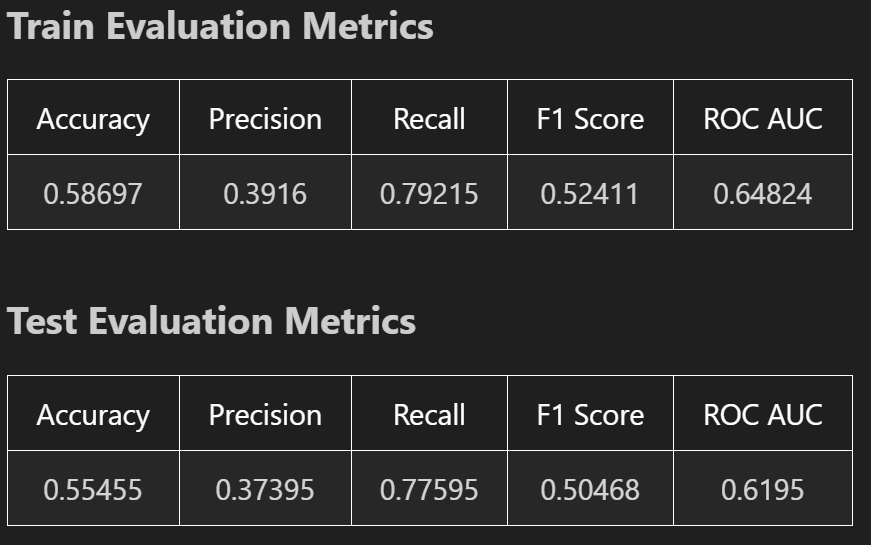 Train Evaluation Metrics
Accuracy Precision Recall F1 Score ROC AUC
0.58697 0.3916 0.79215 0.52411 0.64824
Test Evaluation Metrics
Accuracy Precision Recall F1 Score ROC AUC
0.55455 0.37395 0.77595 0.50468 0.6195